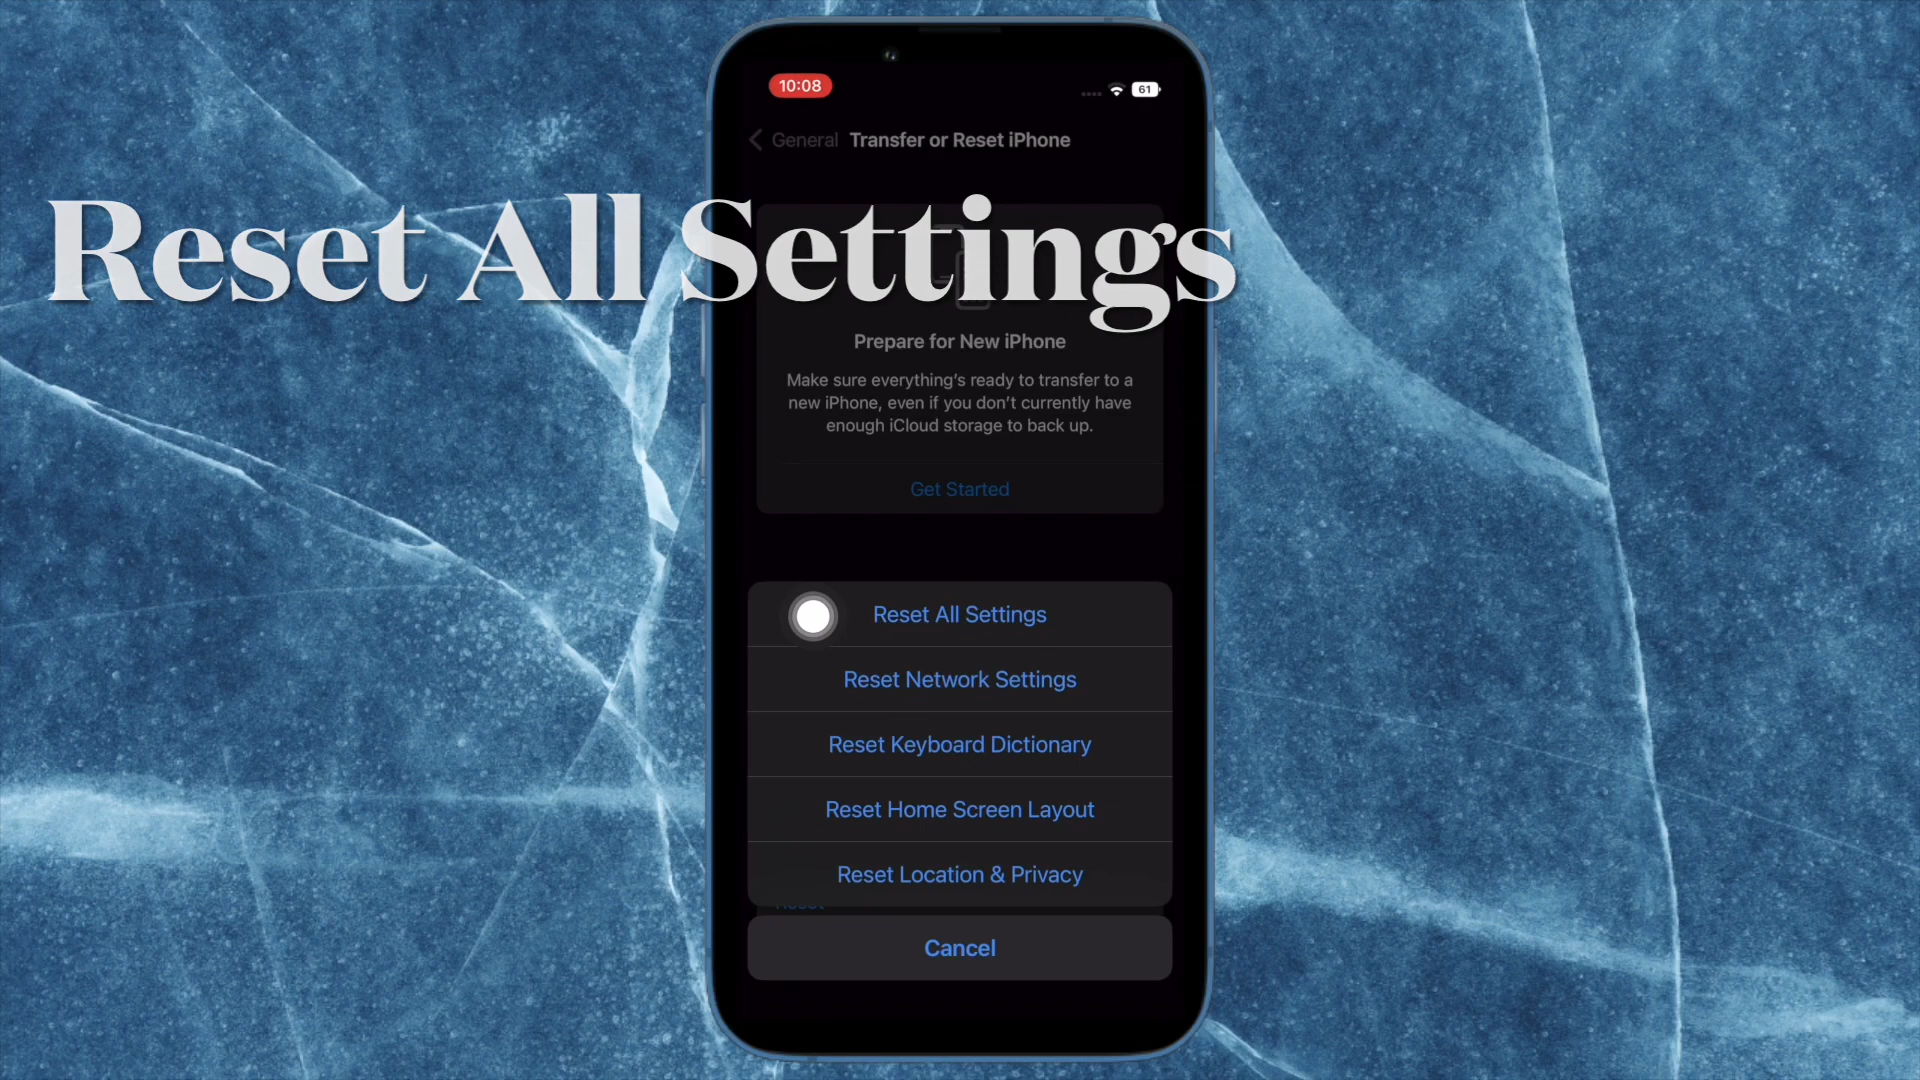 10:08
61
General Transfer or Reset iPhone
Reset All Settings
Prepare for New iPhone
Make sure everything's ready to transfer to a
new iPhone, even if you don't currently have
enough iCloud storage to back up.
Get Started
Reset All Settings
Reset Network Settings
Reset Keyboard Dictionary
Reset Home Screen Layout
Reset Location & Privacy
Reset
Cancel